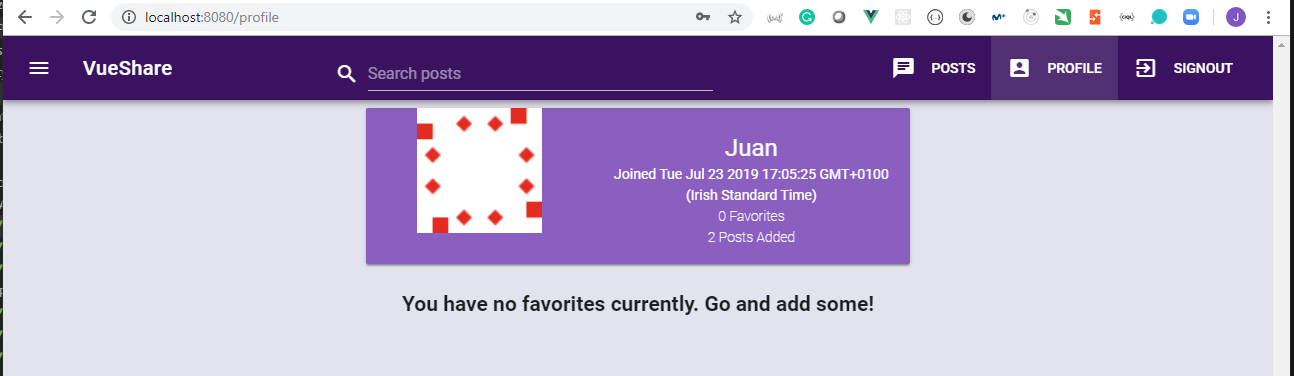 localhost:8080/profile
J
VueShare
Search posts
POSTS
PROFILE
SIGNOUT
Juan
Joined Tue Jul 23 2019 17:05:25 GMT+0100
(Irish Standard Time)
0 Favorites
2 Posts Added
You have no favorites currently. Go and add some!